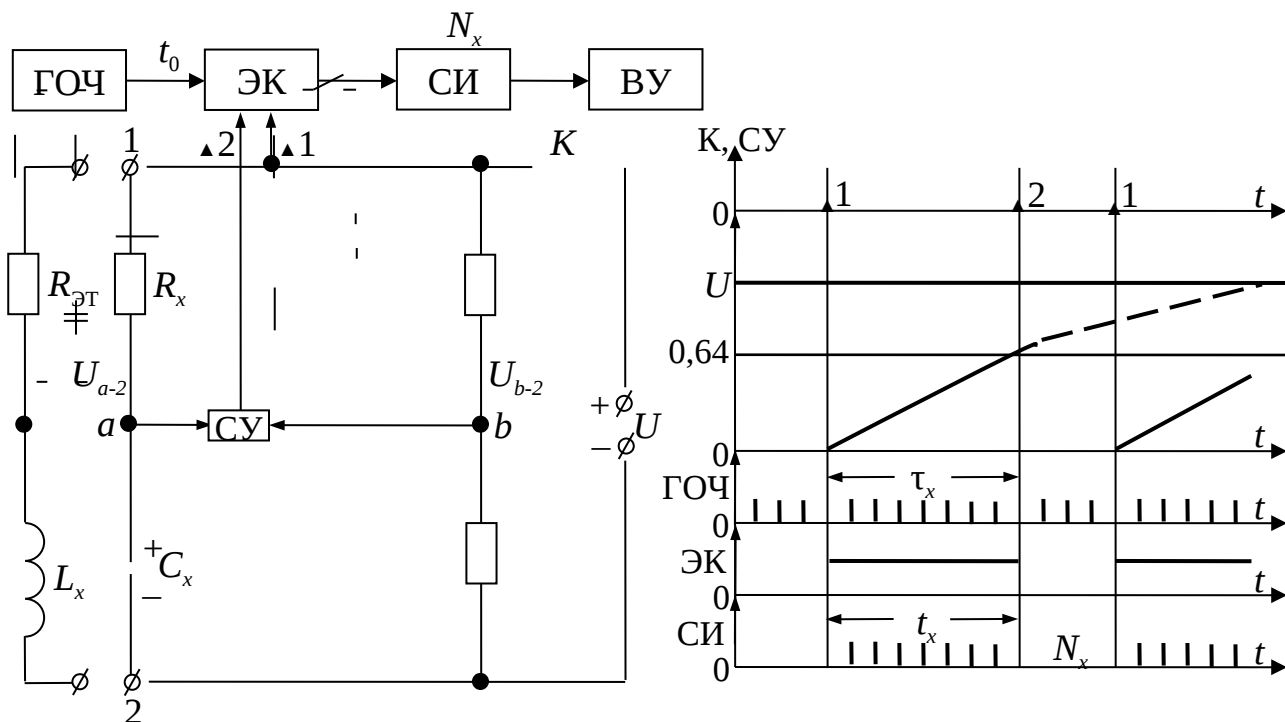 N_x
t_0
ГОЧ ЭК СИ ВУ
1 ▲2 ▲1 K
R_ЭТ R_x
U_a-2 U_b-2
a СУ b
+
– U
L_x + C_x –
2
К, СУ
0 1 2 1 t
U
0,64
0 t
ГОЧ τ_x
0 t
ЭК
0 t
СИ t_x N_x
0 t